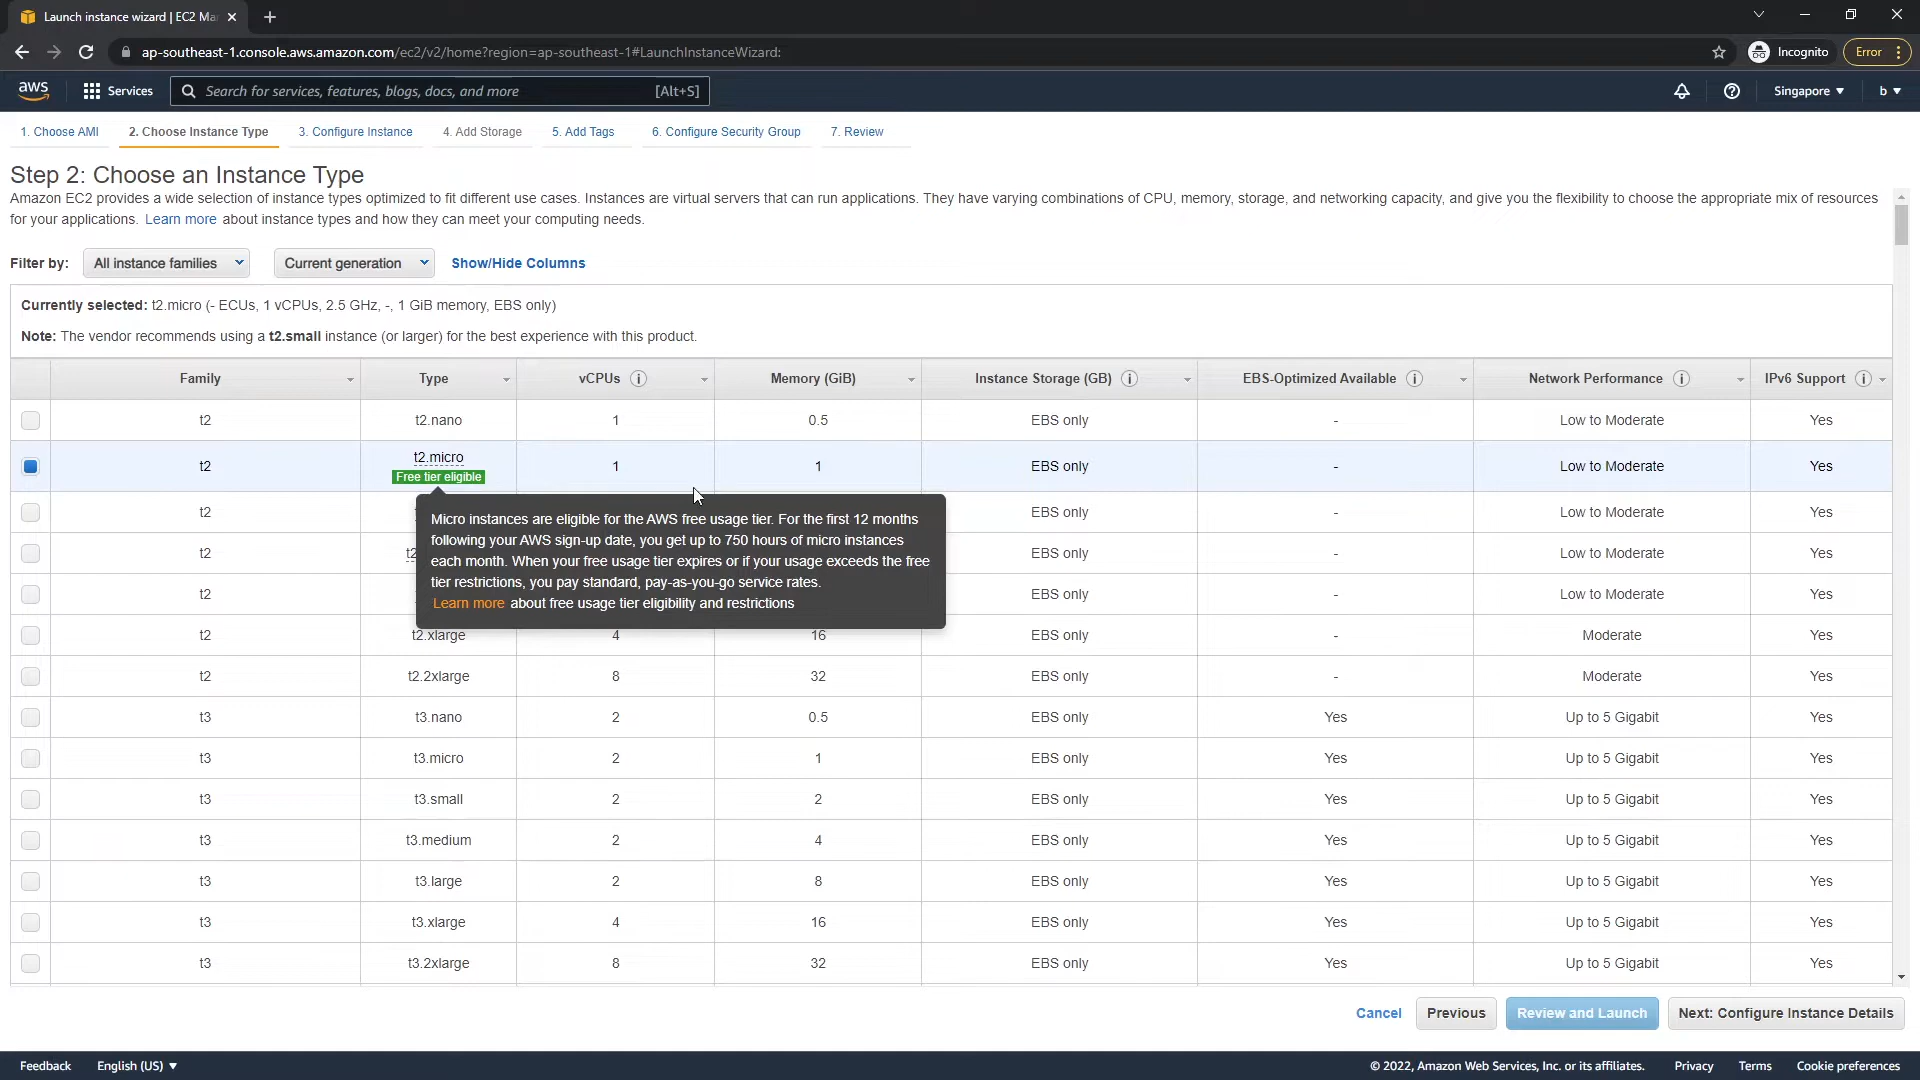 Launch instance wizard | EC2 Ma
ap-southeast-1.console.aws.amazon.com/ec2/v2/home?region=ap-southeast-1#LaunchInstanceWizard:
Incognito
Error
aws
Services
Search for services, features, blogs, docs, and more
[Alt+S]
Singapore
b
1. Choose AMI
2. Choose Instance Type
3. Configure Instance
4. Add Storage
5. Add Tags
6. Configure Security Group
7. Review
Step 2: Choose an Instance Type
Amazon EC2 provides a wide selection of instance types optimized to fit different use cases. Instances are virtual servers that can run applications. They have varying combinations of CPU, memory, storage, and networking capacity, and give you the flexibility to choose the appropriate mix of resources
for your applications. Learn more about instance types and how they can meet your computing needs.
Filter by: All instance families Current generation Show/Hide Columns
Currently selected: t2.micro (- ECUs, 1 vCPUs, 2.5 GHz, -, 1 GiB memory, EBS only)
Note: The vendor recommends using a t2.small instance (or larger) for the best experience with this product.
Family Type vCPUs Memory (GiB) Instance Storage (GB) EBS-Optimized Available Network Performance IPv6 Support
t2 t2.nano 1 0.5 EBS only - Low to Moderate Yes
t2 t2.micro 1 1 EBS only - Low to Moderate Yes
Free tier eligible
t2 EBS only - Low to Moderate Yes
t2 t2 EBS only - Low to Moderate Yes
t2 EBS only - Low to Moderate Yes
Micro instances are eligible for the AWS free usage tier. For the first 12 months
following your AWS sign-up date, you get up to 750 hours of micro instances
each month. When your free usage tier expires or if your usage exceeds the free
tier restrictions, you pay standard, pay-as-you-go service rates.
Learn more about free usage tier eligibility and restrictions
t2 t2.xlarge 4 16 EBS only - Moderate Yes
t2 t2.2xlarge 8 32 EBS only - Moderate Yes
t3 t3.nano 2 0.5 EBS only Yes Up to 5 Gigabit Yes
t3 t3.micro 2 1 EBS only Yes Up to 5 Gigabit Yes
t3 t3.small 2 2 EBS only Yes Up to 5 Gigabit Yes
t3 t3.medium 2 4 EBS only Yes Up to 5 Gigabit Yes
t3 t3.large 2 8 EBS only Yes Up to 5 Gigabit Yes
t3 t3.xlarge 4 16 EBS only Yes Up to 5 Gigabit Yes
t3 t3.2xlarge 8 32 EBS only Yes Up to 5 Gigabit Yes
Cancel Previous Review and Launch Next: Configure Instance Details
Feedback English (US) © 2022, Amazon Web Services, Inc. or its affiliates. Privacy Terms Cookie preferences